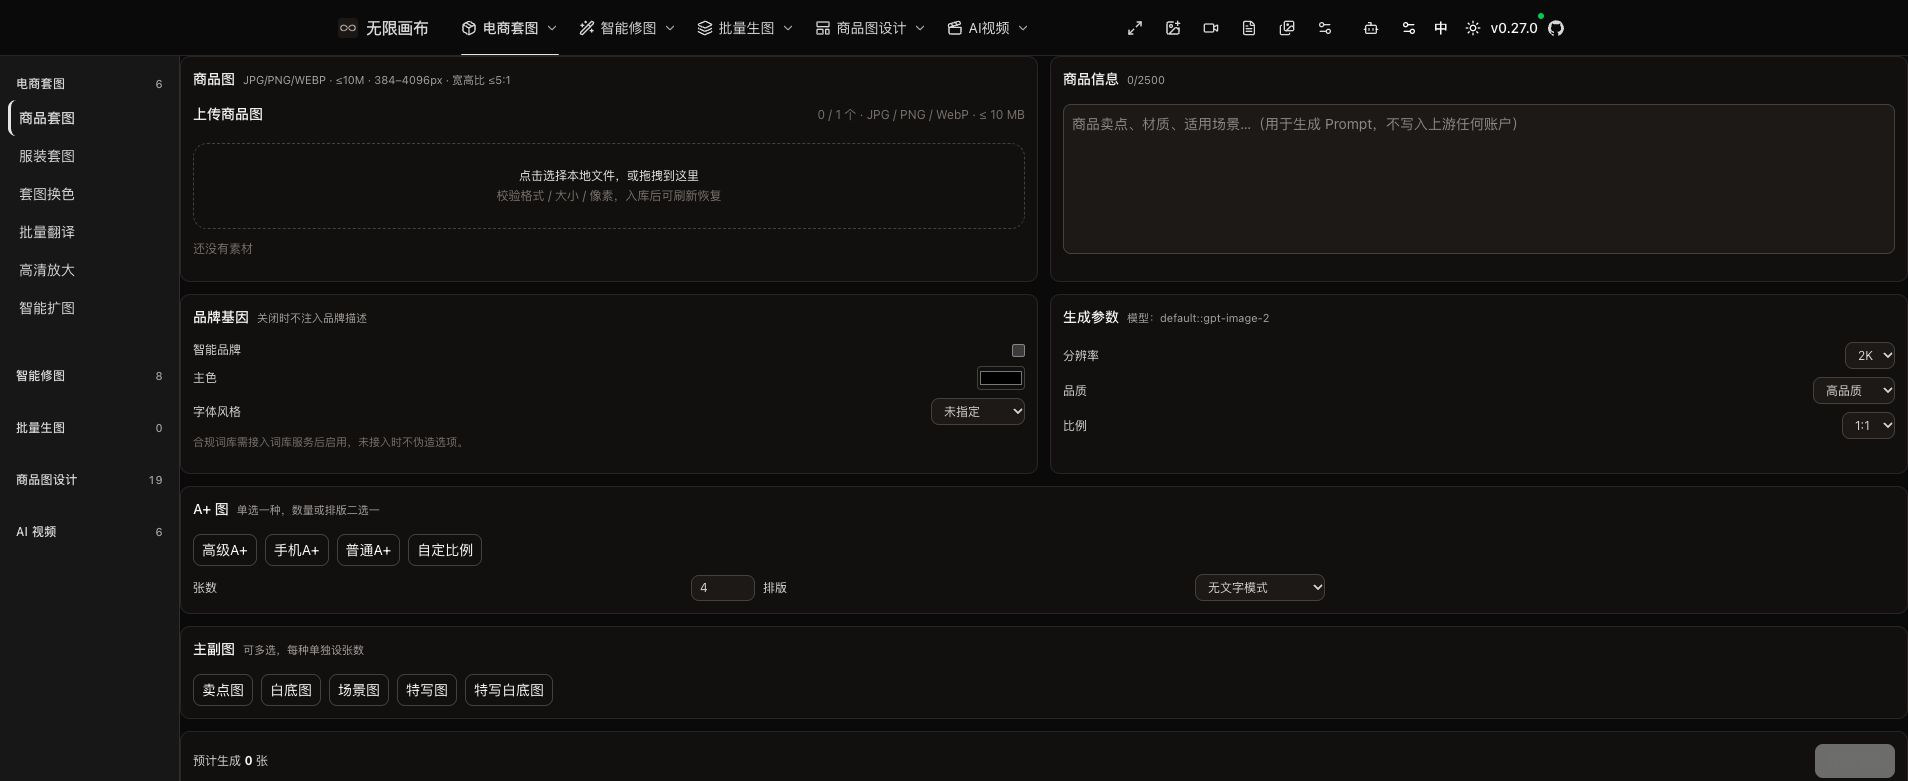 无限画布 电商套图 智能修图 批量生图 商品图设计 AI视频 中 v0.27.0
电商套图 6
商品套图
服装套图
套图换色
批量翻译
高清放大
智能扩图
智能修图 8
批量生图 0
商品图设计 19
AI 视频 6
商品图 JPG/PNG/WEBP · ≤10M · 384–4096px · 宽高比 ≤5:1
上传商品图 0 / 1 个 · JPG / PNG / WebP · ≤ 10 MB
点击选择本地文件，或拖拽到这里
校验格式 / 大小 / 像素，入库后可刷新恢复
还没有素材
商品信息 0/2500
商品卖点、材质、适用场景...（用于生成 Prompt，不写入上游任何账户）
品牌基因 关闭时不注入品牌描述
智能品牌
主色
字体风格 未指定
合规词库需接入词库服务后启用，未接入时不伪造选项。
生成参数 模型：default::gpt-image-2
分辨率 2K
品质 高品质
比例 1:1
A+ 图 单选一种，数量或排版二选一
高级A+ 手机A+ 普通A+ 自定比例
张数 4 排版 无文字模式
主副图 可多选，每种单独设张数
卖点图 白底图 场景图 特写图 特写白底图
预计生成 0 张